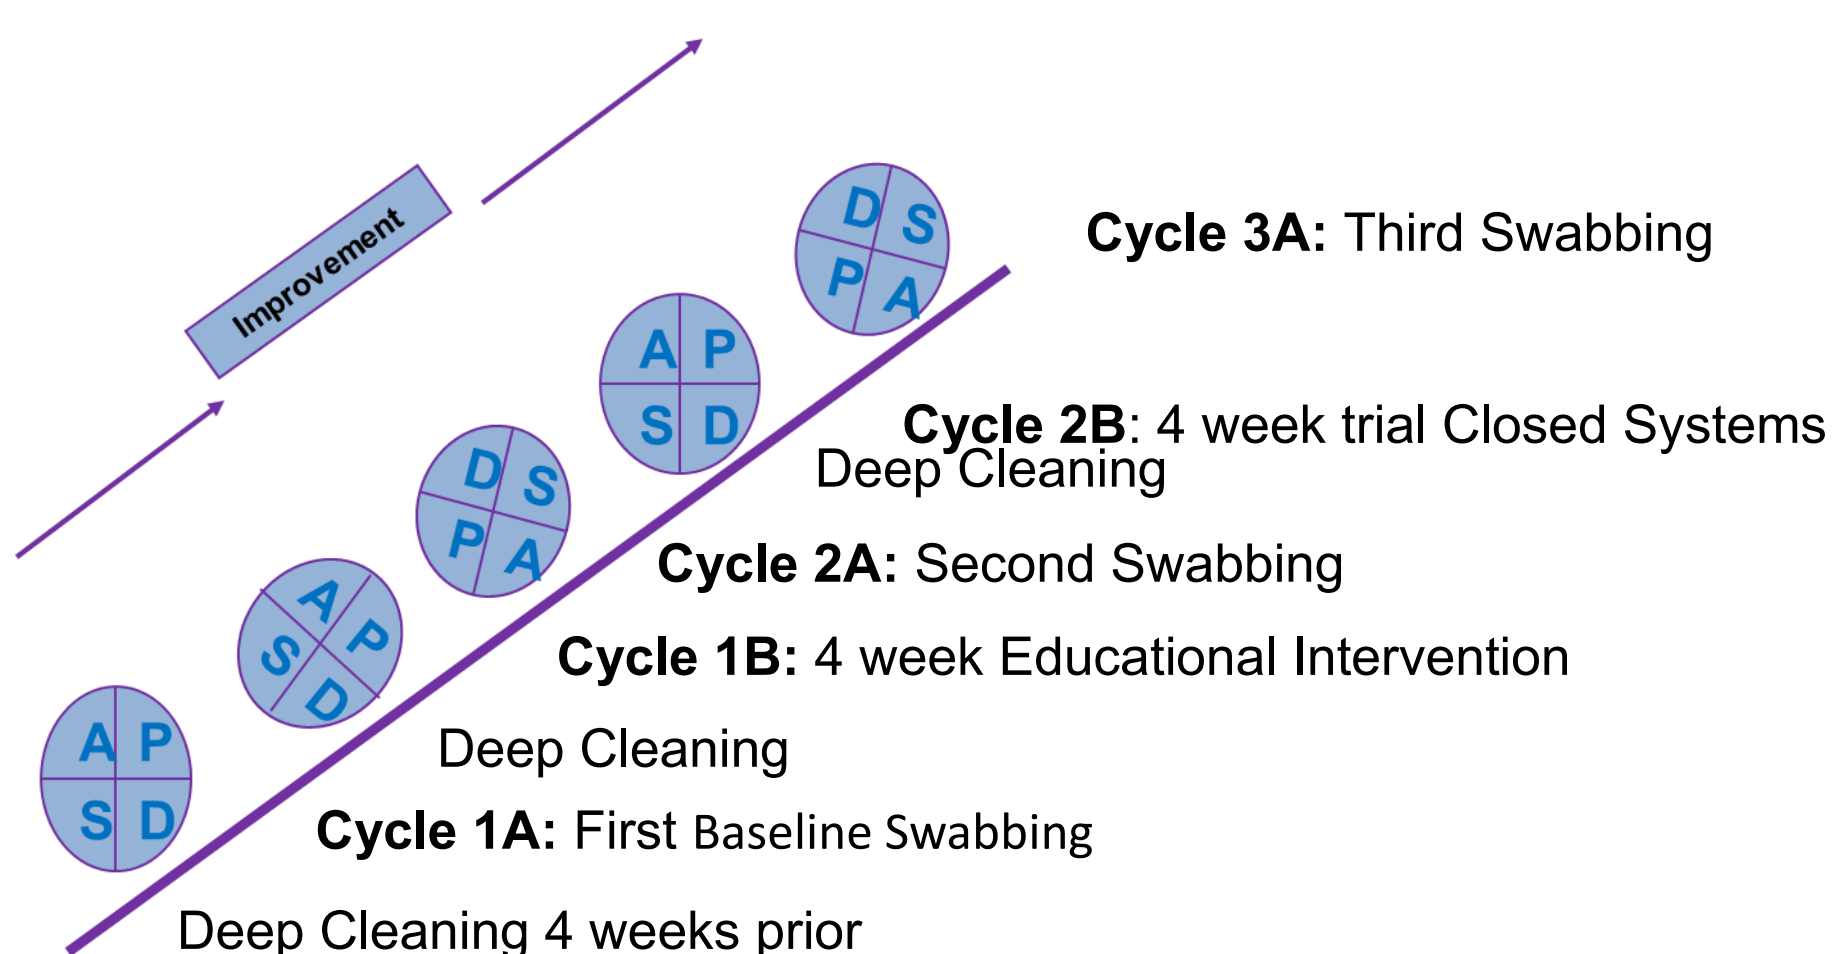 Improvement
D S
P A
Cycle 3A: Third Swabbing
A P
S D
Cycle 2B: 4 week trial Closed Systems
Deep Cleaning
D S
P A
Cycle 2A: Second Swabbing
A P
S D
Cycle 1B: 4 week Educational Intervention
Deep Cleaning
A P
S D
Cycle 1A: First Baseline Swabbing
Deep Cleaning 4 weeks prior